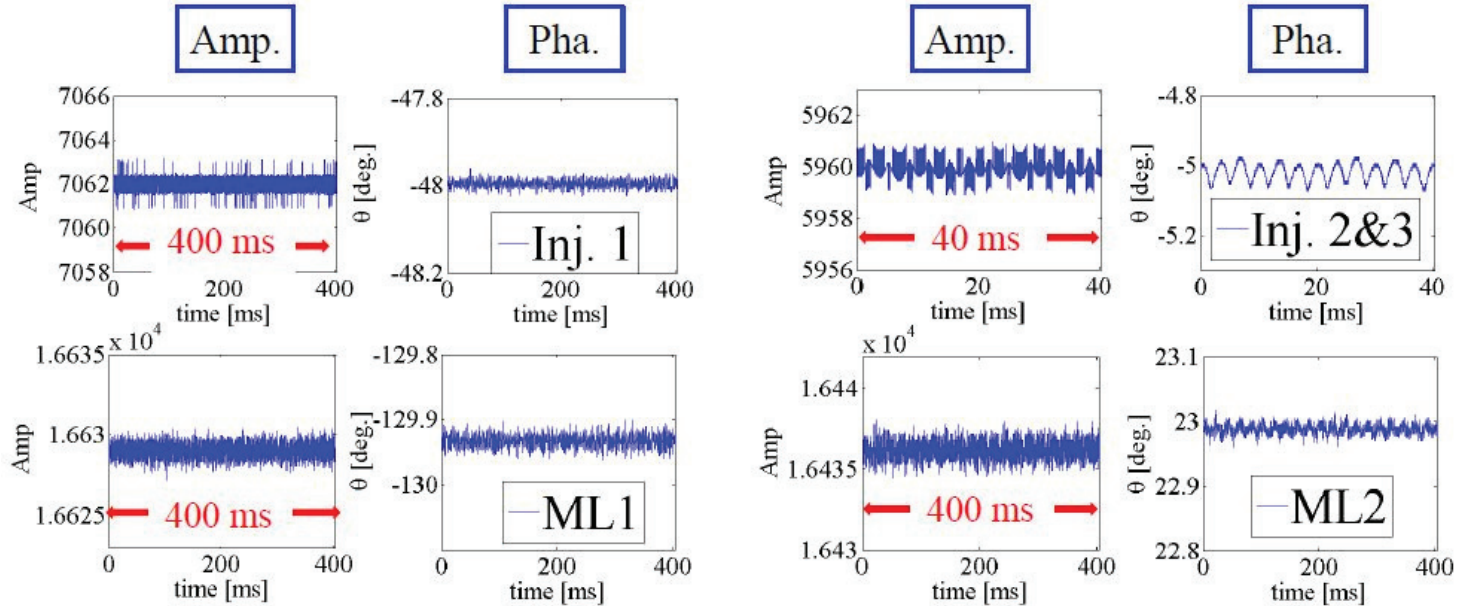 Amp.
Pha.
Amp.
Pha.
7066
7064
7062
7060
7058
Amp
400 ms
0
200
400
time [ms]
-47.8
-48
-48.2
θ [deg.]
Inj. 1
0
200
400
time [ms]
5962
5960
5958
5956
Amp
40 ms
0
20
40
time [ms]
-4.8
-5
-5.2
θ [deg.]
Inj. 2&3
0
20
40
time [ms]
x 10⁴
1.6635
1.663
1.6625
Amp
400 ms
0
200
400
time [ms]
-129.8
-129.9
-130
θ [deg.]
ML1
0
200
400
time [ms]
x 10⁴
1.644
1.6435
1.643
Amp
400 ms
0
200
400
time [ms]
23.1
23
22.9
22.8
θ [deg.]
ML2
0
200
400
time [ms]